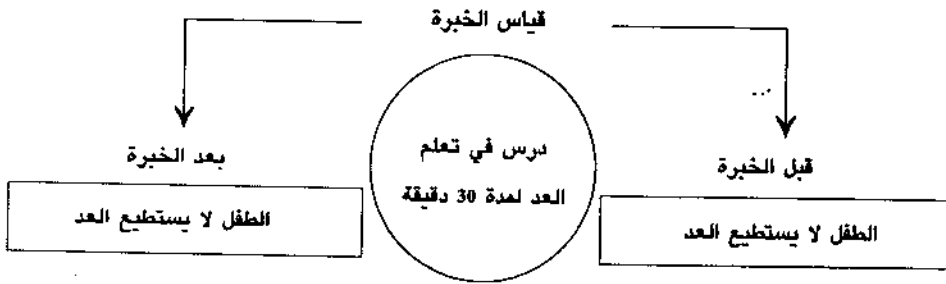 قياس الخبرة
قبل الخبرة
الطفل لا يستطيع العد
درس في تعلم
العد لمدة 30 دقيقة
بعد الخبرة
الطفل لا يستطيع العد